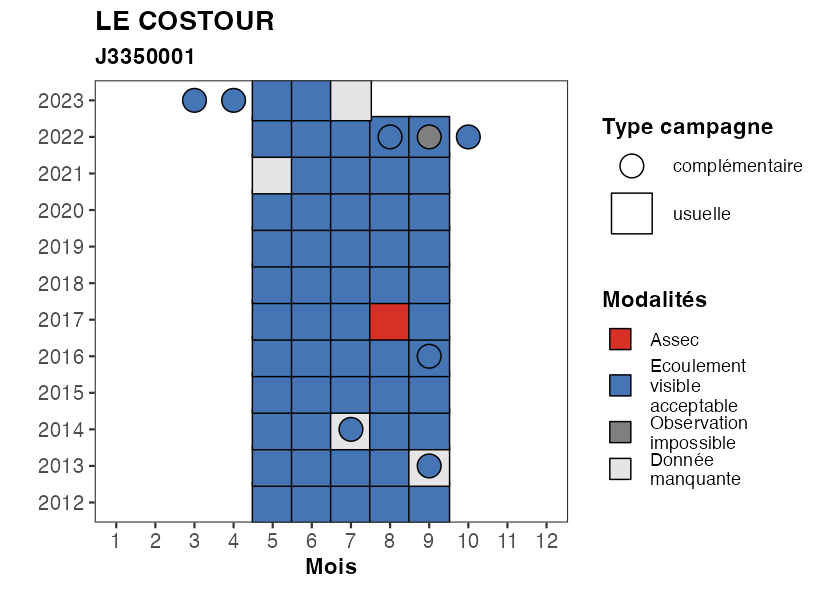 LE COSTOUR
J3350001
2023
2022
2021
2020
2019
2018
2017
2016
2015
2014
2013
2012
1 2 3 4 5 6 7 8 9 10 11 12
Mois
Type campagne
complémentaire
usuelle
Modalités
Assec
Ecoulement
visible
acceptable
Observation
impossible
Donnée
manquante